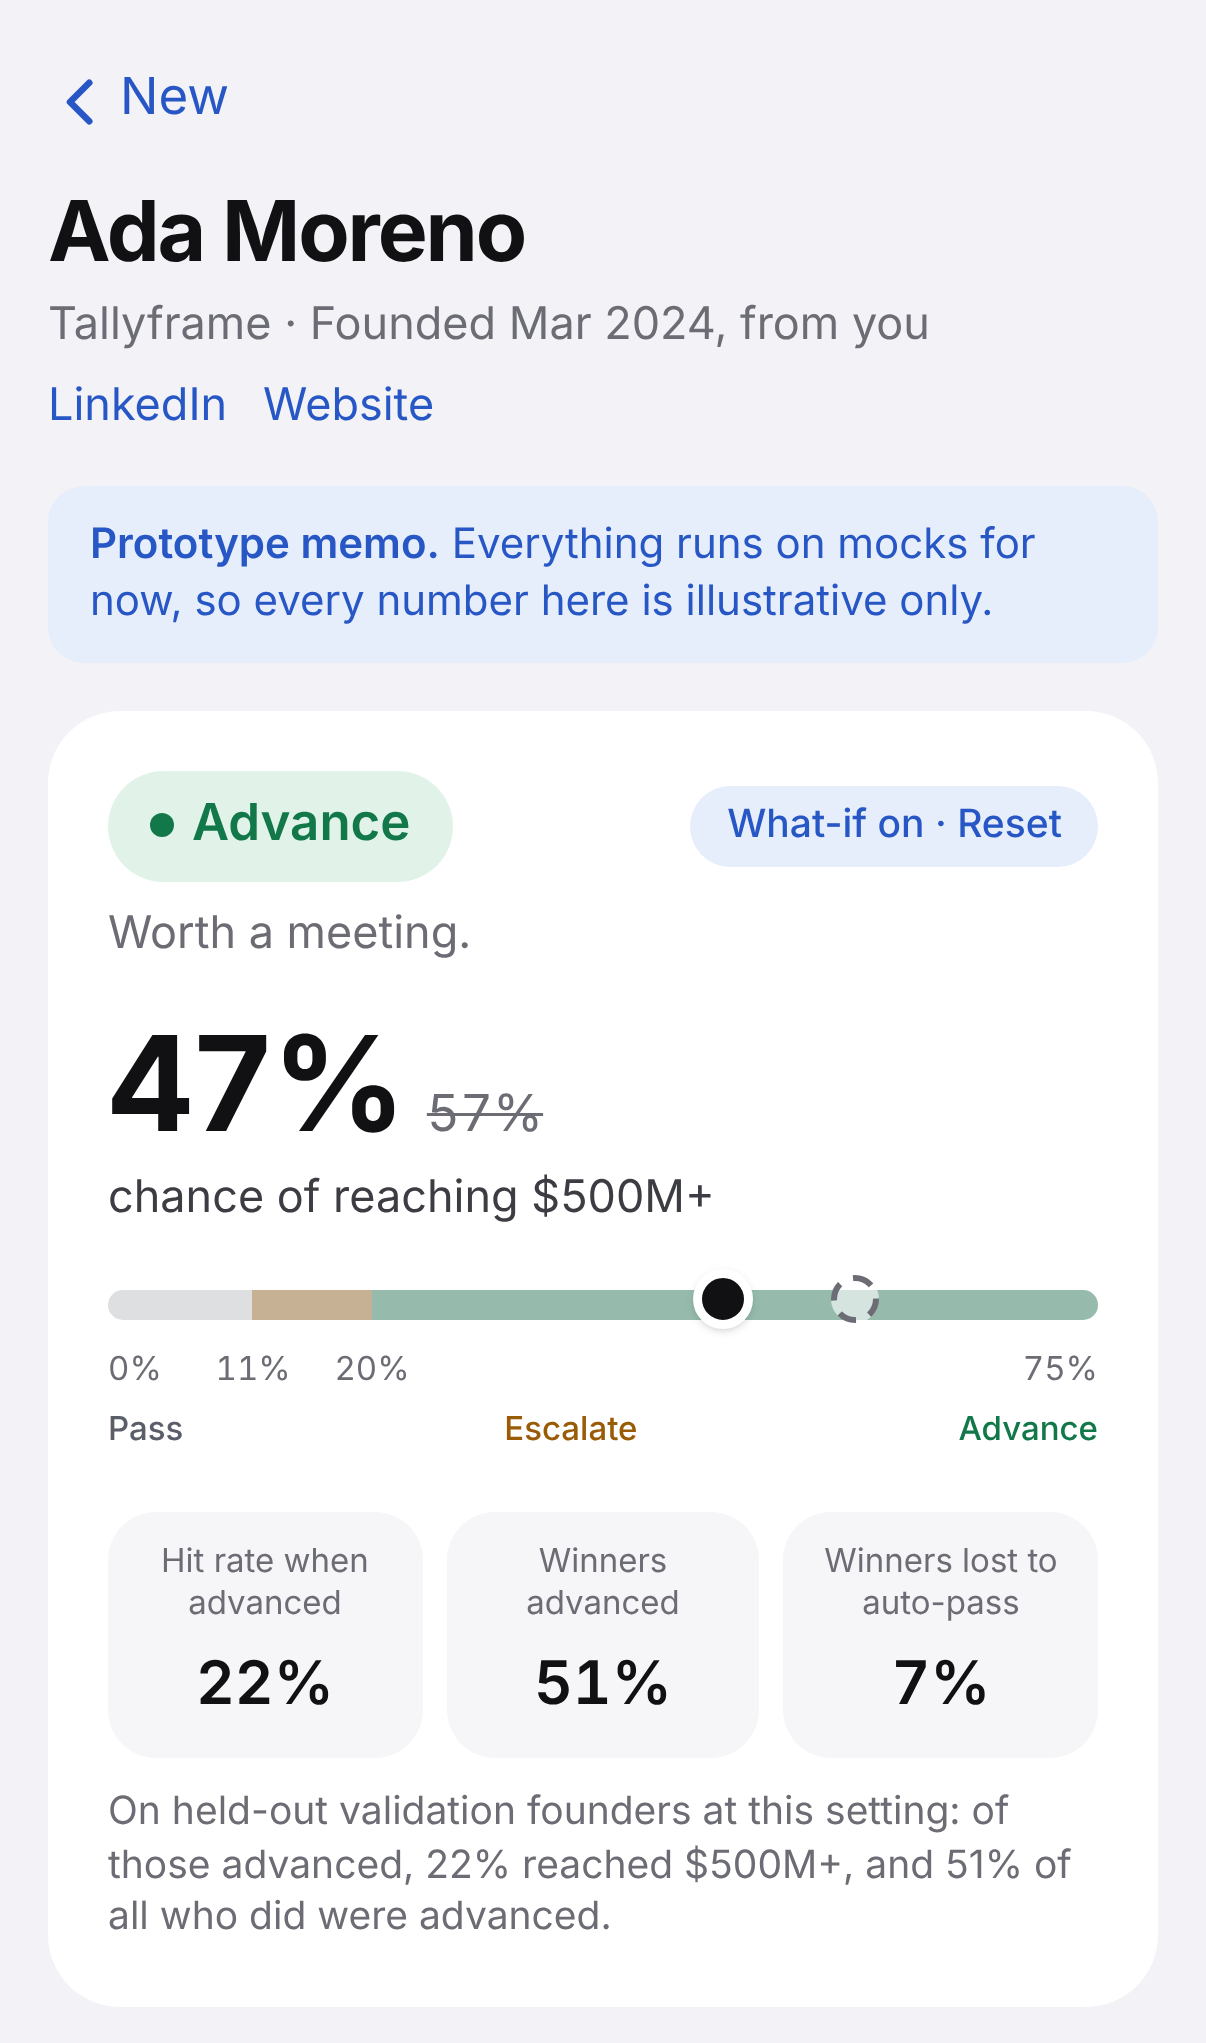 New
Ada Moreno
Tallyframe · Founded Mar 2024, from you
LinkedIn Website
Prototype memo. Everything runs on mocks for
now, so every number here is illustrative only.
Advance
What-if on · Reset
Worth a meeting.
47% 57%
chance of reaching $500M+
0% 11% 20% 75%
Pass Escalate Advance
Hit rate when
advanced
22%
Winners
advanced
51%
Winners lost to
auto-pass
7%
On held-out validation founders at this setting: of
those advanced, 22% reached $500M+, and 51% of
all who did were advanced.